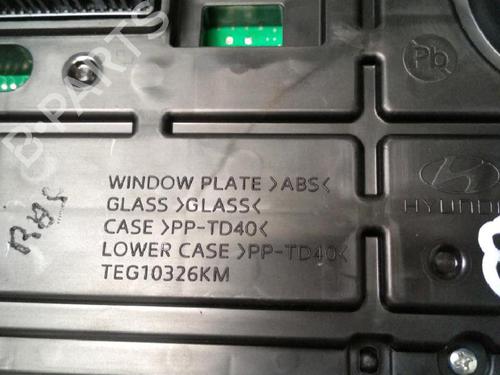 B-PARTS
Pb
WINDOW PLATE >ABS<
GLASS >GLASS<
CASE >PP-TD40<
LOWER CASE >PP-TD40<
TEG10326KM
HYUNDAI